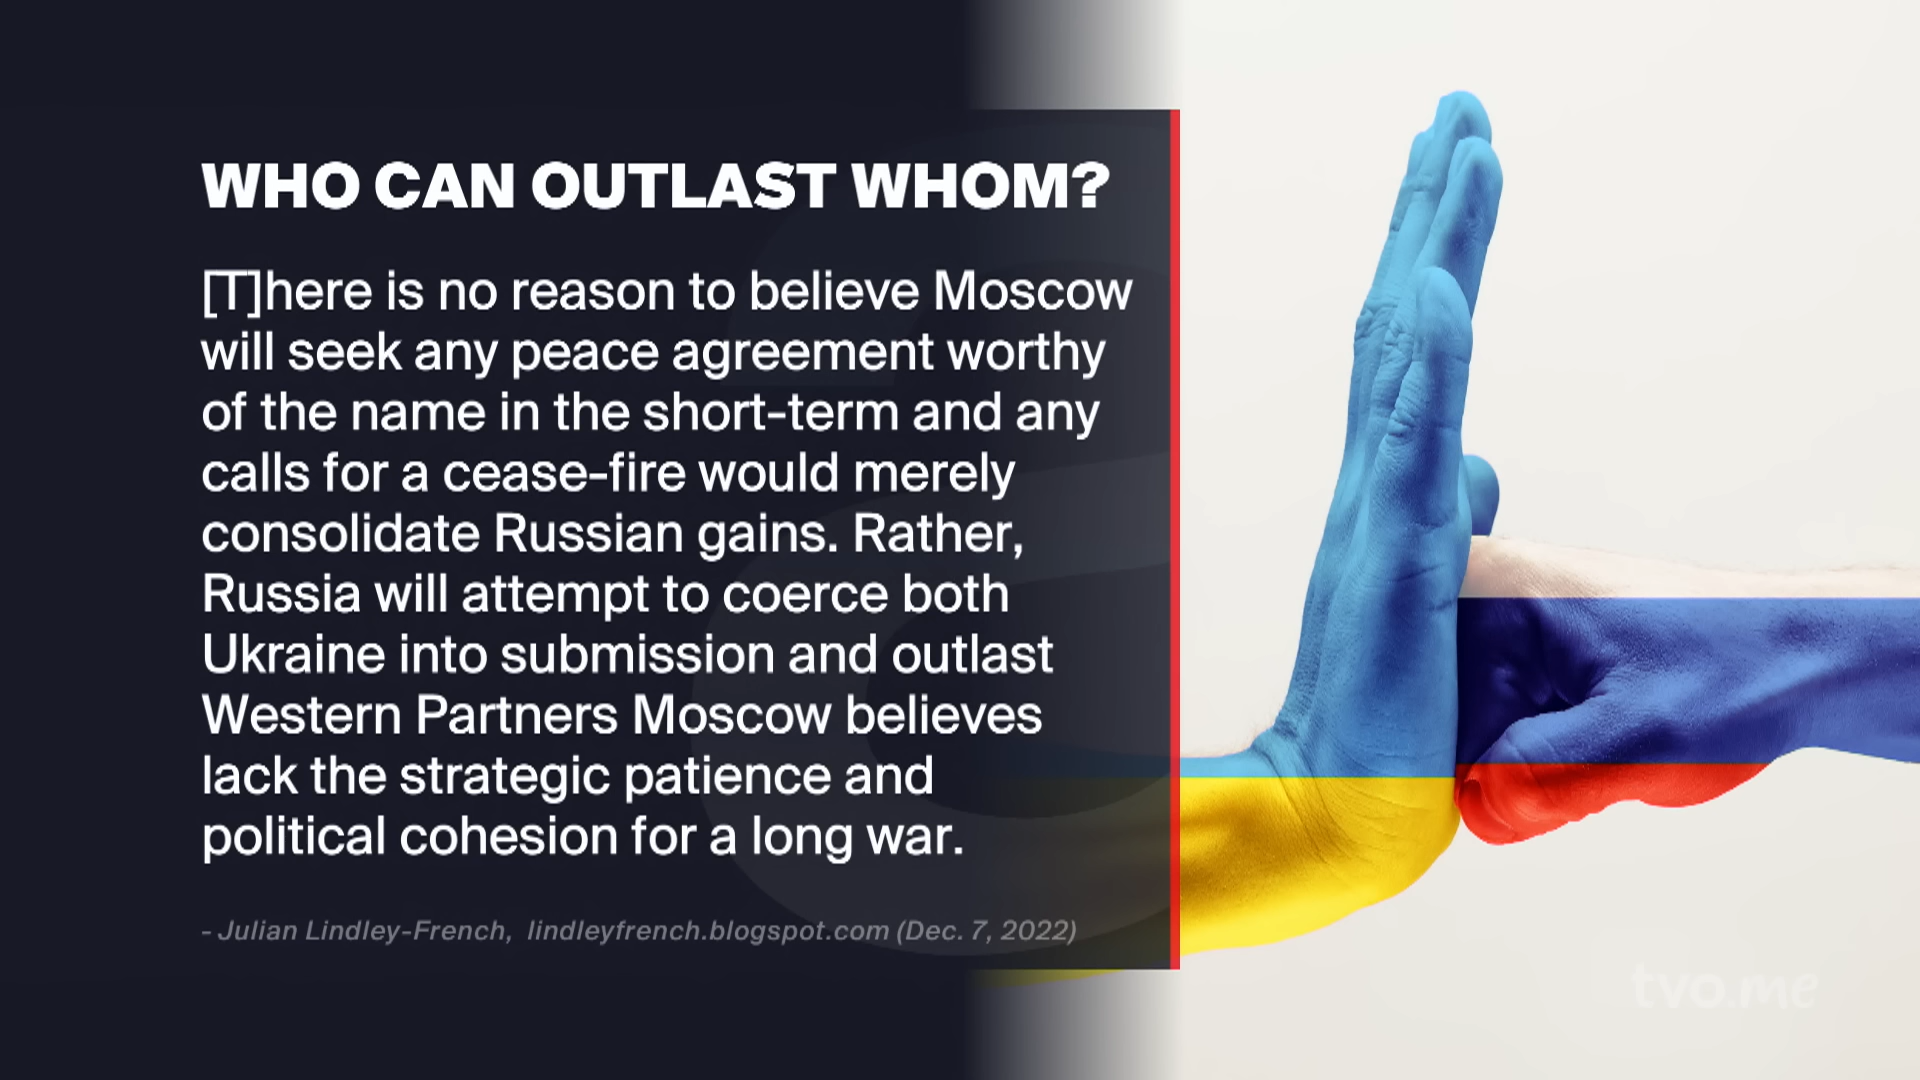 WHO CAN OUTLAST WHOM?
[T]here is no reason to believe Moscow
will seek any peace agreement worthy
of the name in the short-term and any
calls for a cease-fire would merely
consolidate Russian gains. Rather,
Russia will attempt to coerce both
Ukraine into submission and outlast
Western Partners Moscow believes
lack the strategic patience and
political cohesion for a long war.
- Julian Lindley-French, lindleyfrench.blogspot.com (Dec. 7, 2022)
tvo.me